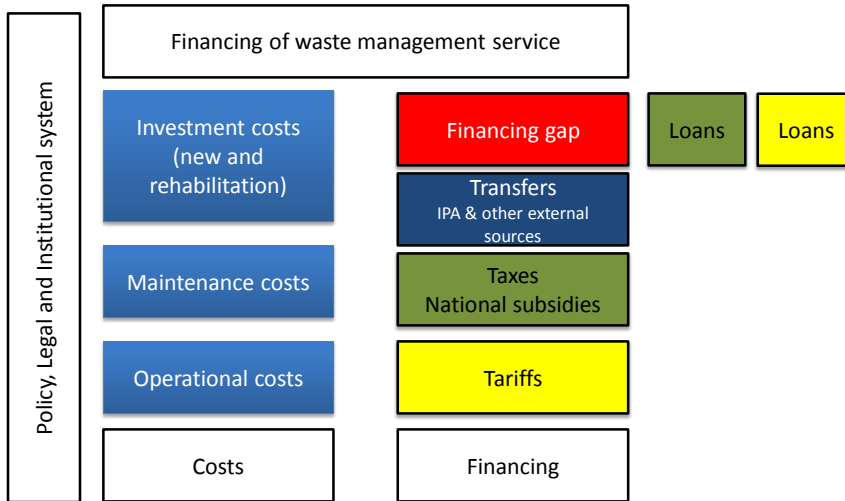 Policy, Legal and Institutional system
Financing of waste management service
Investment costs
(new and
rehabilitation)
Financing gap
Loans
Loans
Transfers
IPA & other external
sources
Maintenance costs
Taxes
National subsidies
Operational costs
Tariffs
Costs
Financing